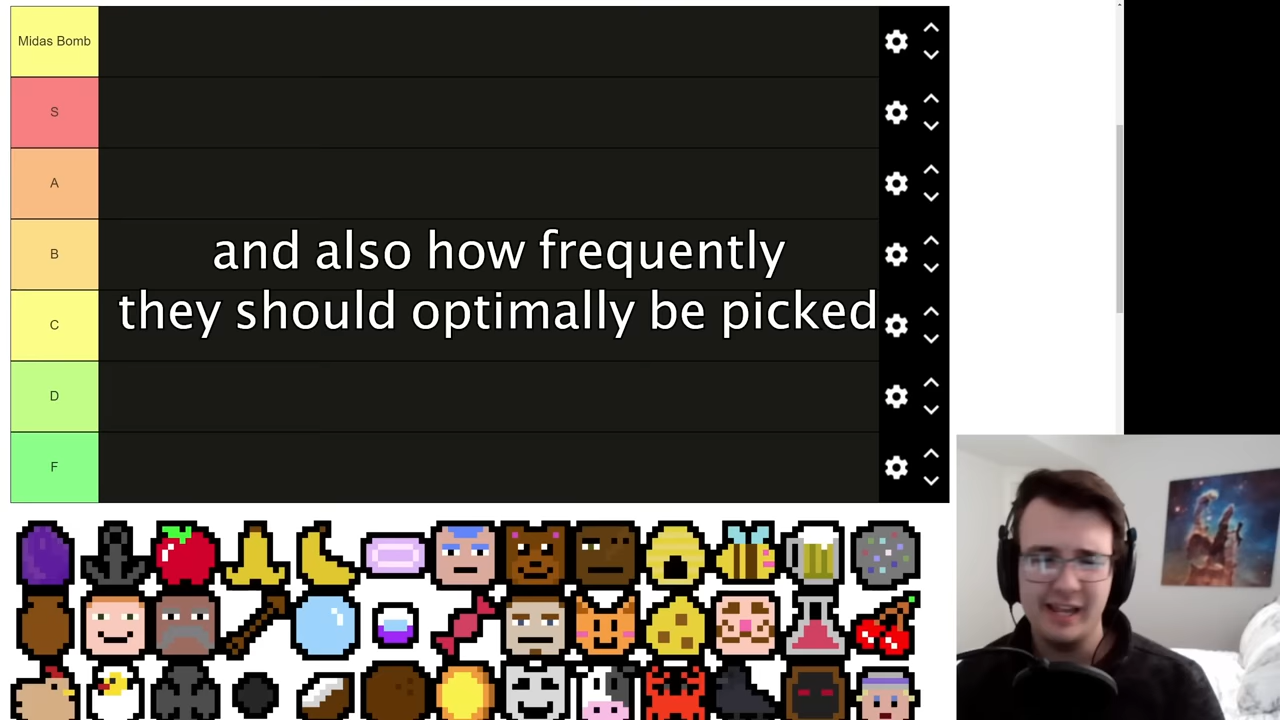 Midas Bomb
S
A
B
and also how frequently
they should optimally be picked
C
D
F